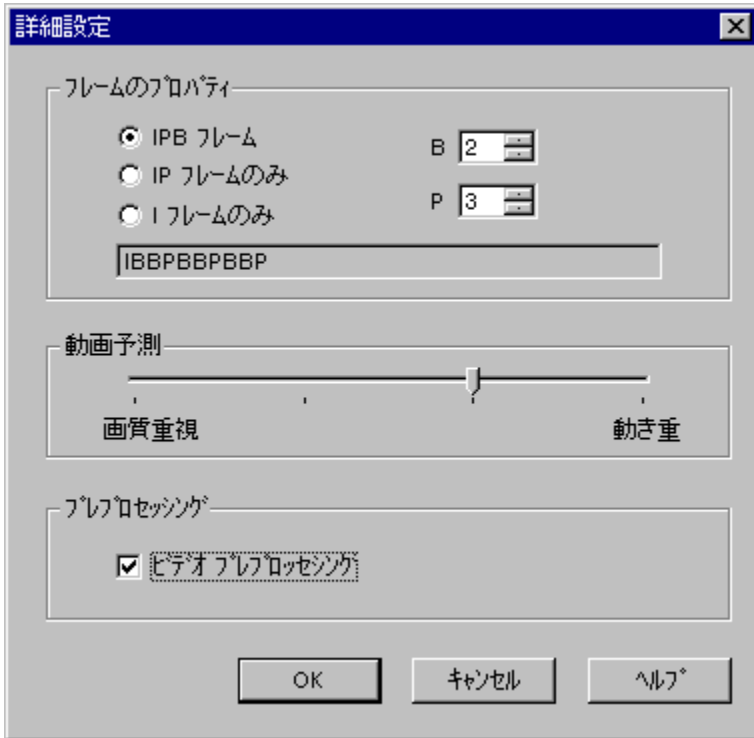 詳細設定
ﾌﾚｰﾑのﾌﾟﾛﾊﾟﾃｨ
IPB ﾌﾚｰﾑ
B 2
IP ﾌﾚｰﾑのみ
P 3
I ﾌﾚｰﾑのみ
IBBPBBPBBP
動画予測
画質重視 動き重
ﾌﾟﾚﾌﾟﾛｾｯｼﾝｸﾞ
ﾋﾞﾃﾞｵ ﾌﾟﾚﾌﾟﾛｯｾｼﾝｸﾞ
OK ｷｬﾝｾﾙ ﾍﾙﾌﾟ